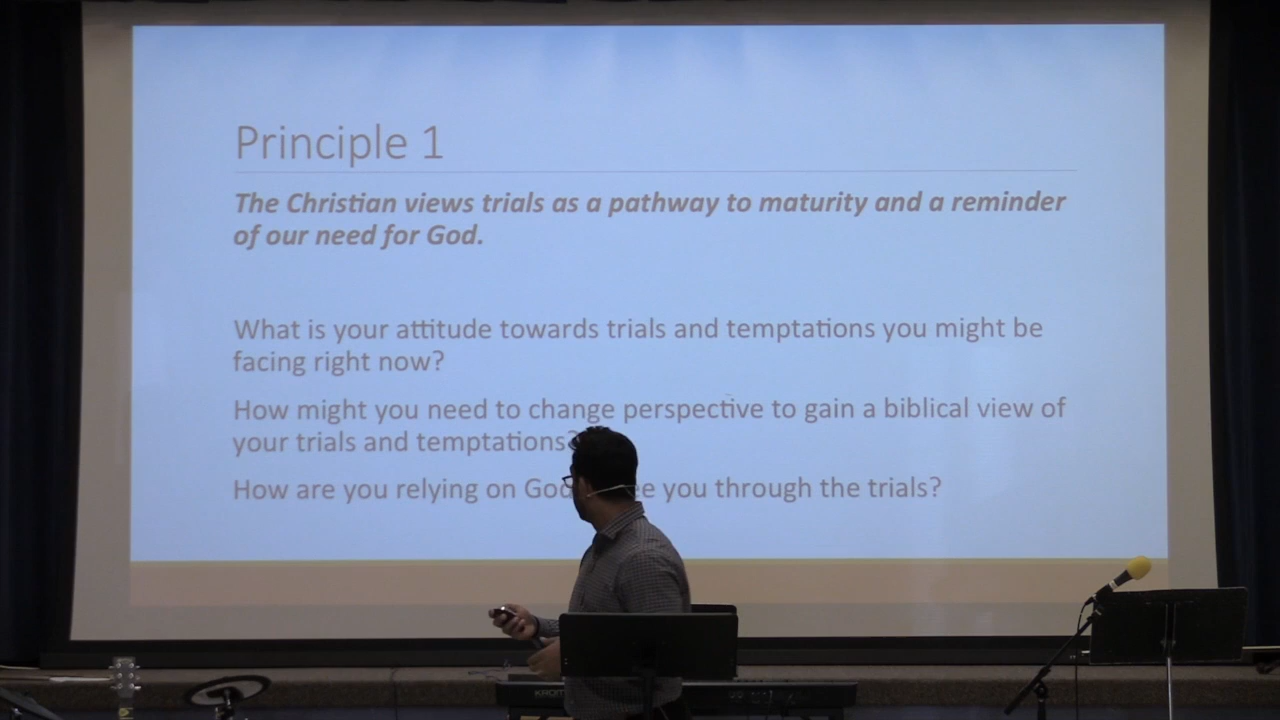 Principle 1
The Christian views trials as a pathway to maturity and a reminder
of our need for God.
What is your attitude towards trials and temptations you might be
facing right now?
How might you need to change perspective to gain a biblical view of
your trials and temptations?
How are you relying on God you through the trials?